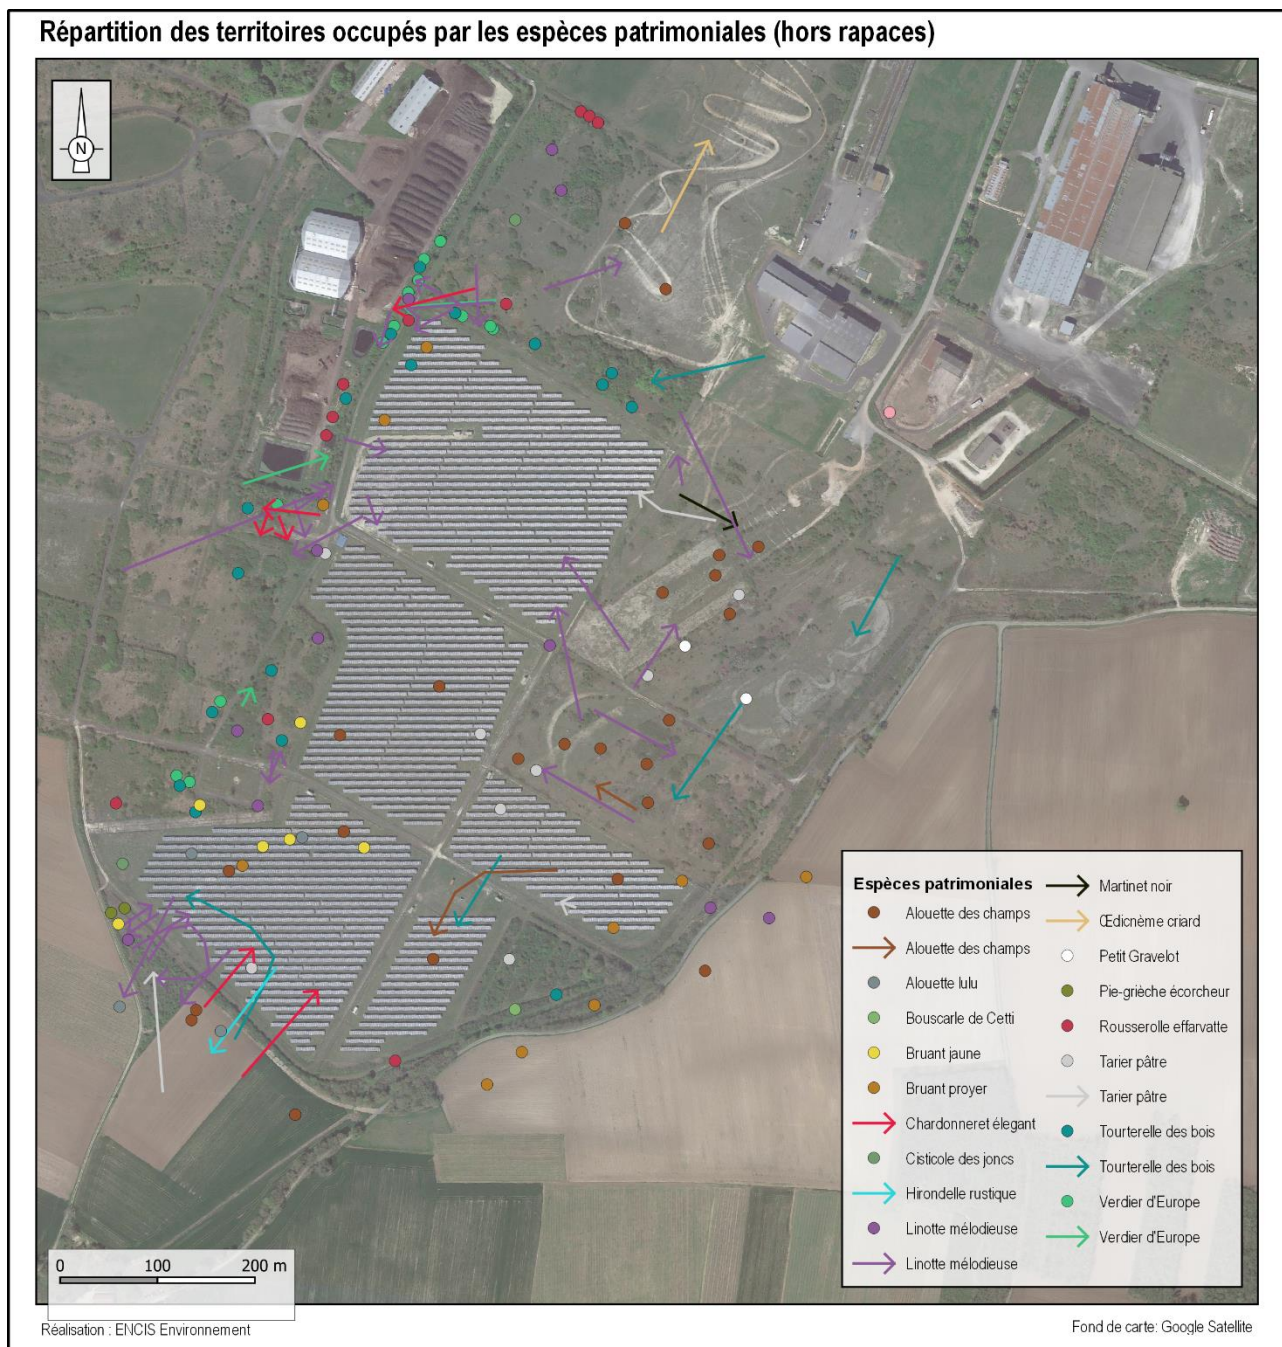 Répartition des territoires occupés par les espèces patrimoniales (hors rapaces)
N
Espèces patrimoniales
Alouette des champs
Alouette des champs
Alouette lulu
Bouscarle de Cetti
Bruant jaune
Bruant proyer
Chardonneret élegant
Cisticole des joncs
Hirondelle rustique
Linotte mélodieuse
Linotte mélodieuse
Martinet noir
Œdicnème criard
Petit Gravelot
Pie-grièche écorcheur
Rousserolle effarvatte
Tarier pâtre
Tarier pâtre
Tourterelle des bois
Tourterelle des bois
Verdier d'Europe
Verdier d'Europe
0 100 200 m
Réalisation : ENCIS Environnement
Fond de carte: Google Satellite